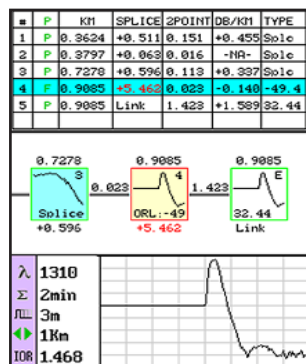 # P KM SPLICE 2POINT DB/KM TYPE
1 P 0.3624 +0.511 0.151 +0.455 Splc
2 P 0.3797 +0.063 0.016 -NA- Splc
3 P 0.7278 +0.596 0.113 +0.337 Splc
4 F 0.9085 +5.462 0.023 -0.140 -49.4
5 P 0.9085 Link 1.423 +1.589 32.44
0.7278 0.9085 0.9085
3 4 E
0.023 1.423
Splice ORL:-49 32.44
+0.596 +5.462 Link
λ 1310
Σ 2min
3m
1Km
IOR 1.468